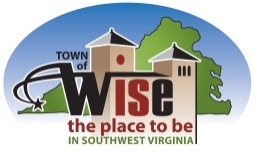 TOWN
of
Wise
the place to be
IN SOUTHWEST VIRGINIA